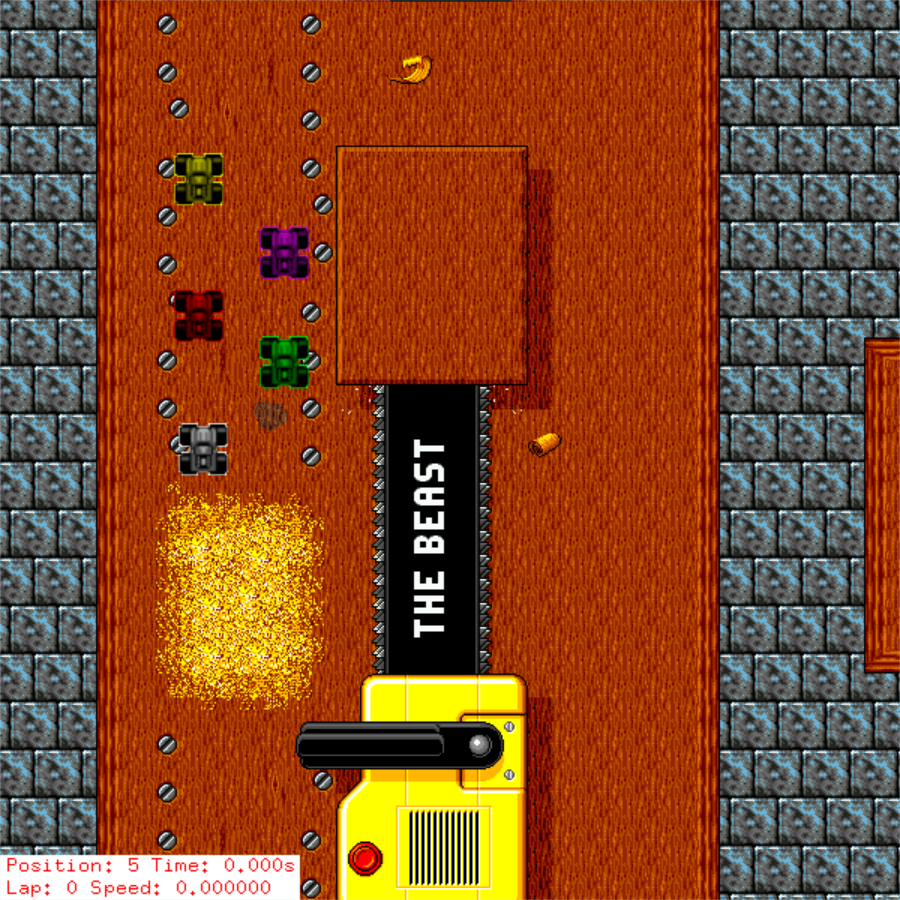 THE BEAST
Position: 5 Time: 0.000s
Lap: 0 Speed: 0.000000